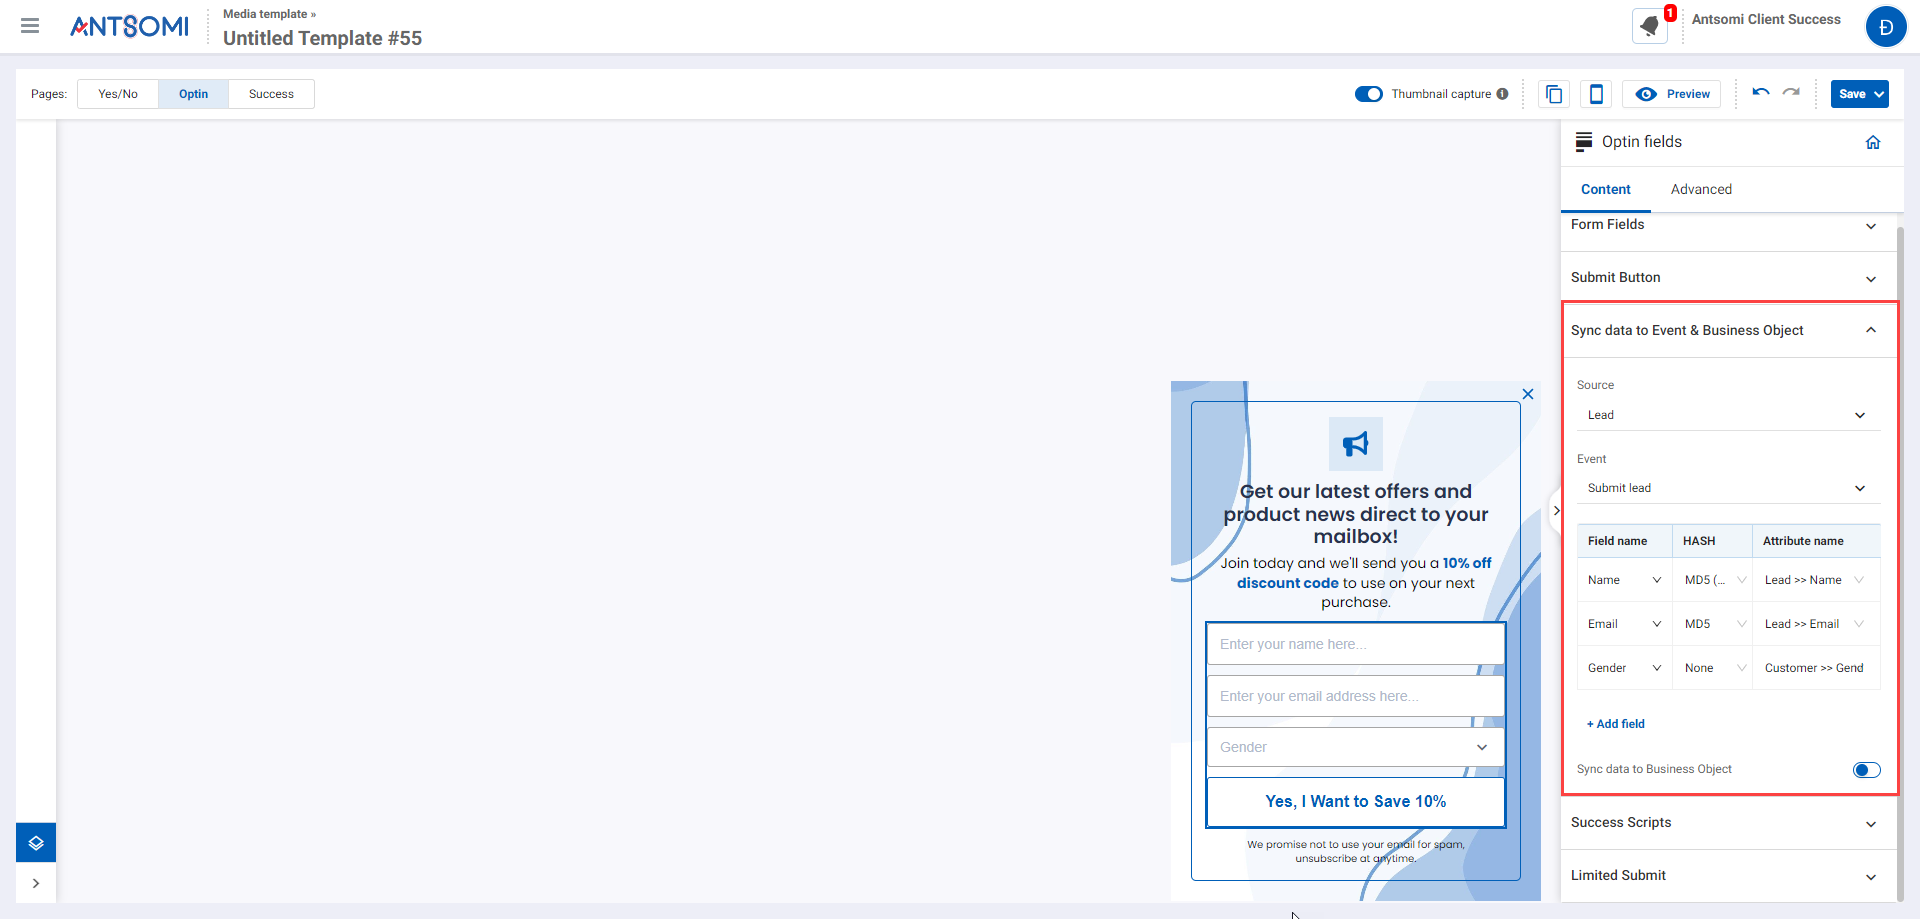 ANTSOMI
Media template »
Untitled Template #55
1
Antsomi Client Success
Đ
Pages:
Yes/No
Optin
Success
Thumbnail capture
Preview
Save
Optin fields
Content
Advanced
Form Fields
Submit Button
Sync data to Event & Business Object
Source
Lead
Event
Submit lead
Field name HASH Attribute name
Name MD5 (... Lead >> Name
Email MD5 Lead >> Email
Gender None Customer >> Gend
+ Add field
Sync data to Business Object
Success Scripts
Limited Submit
Get our latest offers and
product news direct to your
mailbox!
Join today and we'll send you a 10% off
discount code to use on your next
purchase.
Enter your name here...
Enter your email address here...
Gender
Yes, I Want to Save 10%
We promise not to use your email for spam,
unsubscribe at anytime.